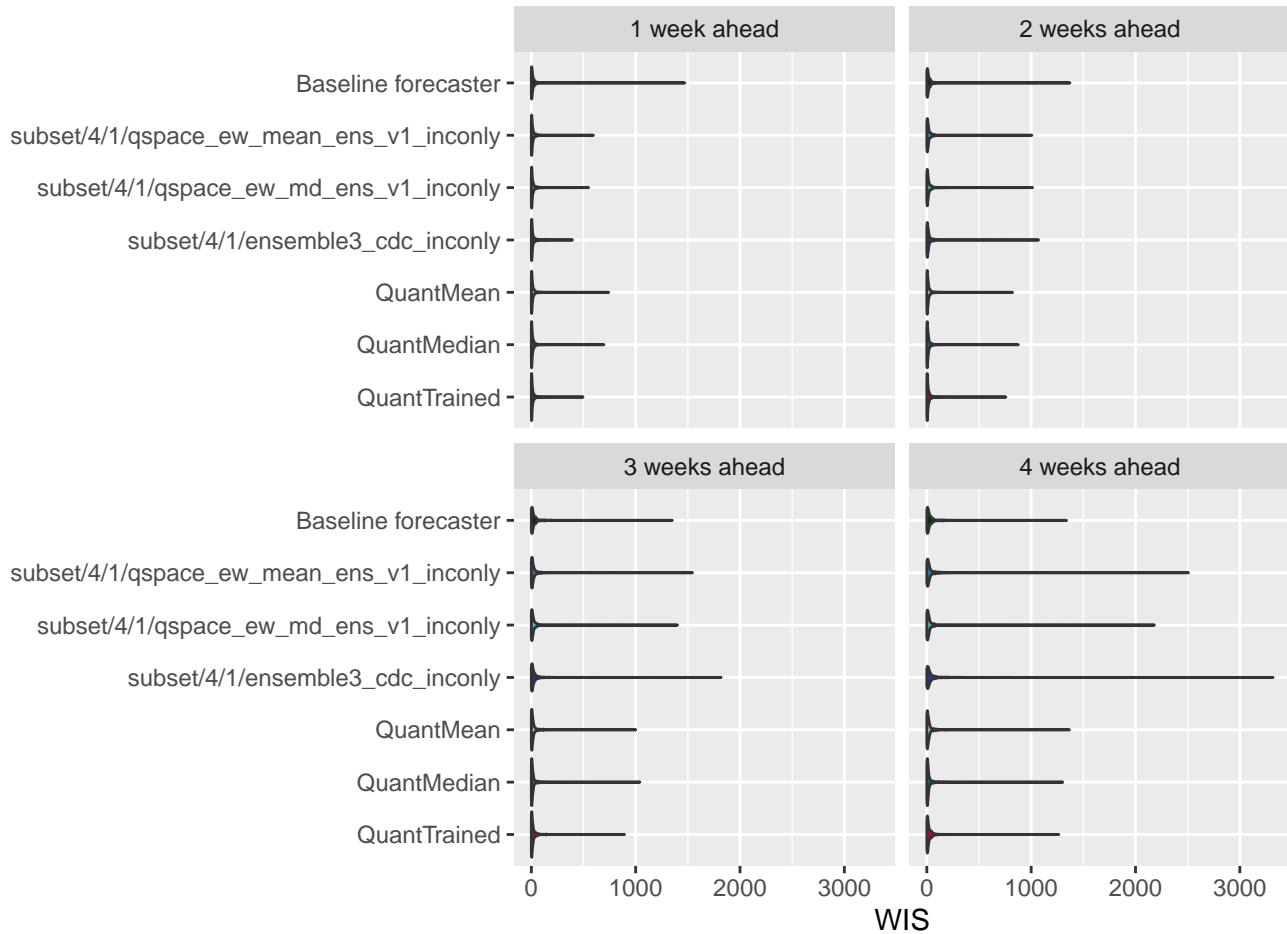 1 week ahead
2 weeks ahead
Baseline forecaster
subset/4/1/qspace_ew_mean_ens_v1_inconly
subset/4/1/qspace_ew_md_ens_v1_inconly
subset/4/1/ensemble3_cdc_inconly
QuantMean
QuantMedian
QuantTrained
3 weeks ahead
4 weeks ahead
Baseline forecaster
subset/4/1/qspace_ew_mean_ens_v1_inconly
subset/4/1/qspace_ew_md_ens_v1_inconly
subset/4/1/ensemble3_cdc_inconly
QuantMean
QuantMedian
QuantTrained
0 1000 2000 3000
0 1000 2000 3000
WIS